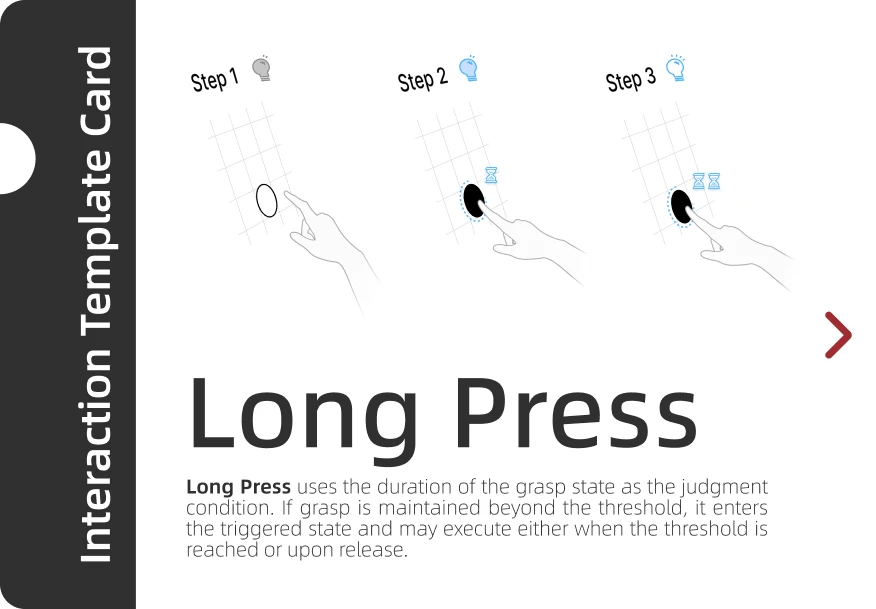 Interaction Template Card
Step 1
Step 2
Step 3
Long Press
Long Press uses the duration of the grasp state as the judgment
condition. If grasp is maintained beyond the threshold, it enters
the triggered state and may execute either when the threshold is
reached or upon release.